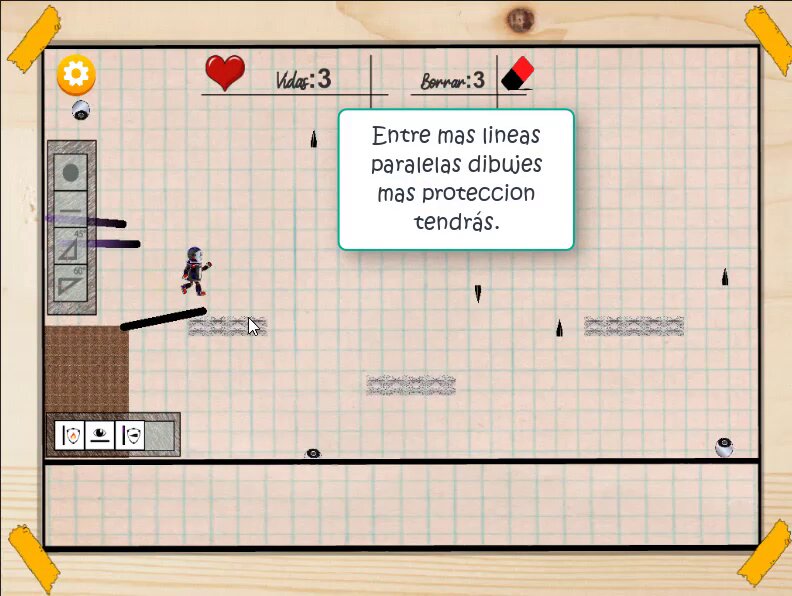 Vidas:3
Borrar:3
Entre mas lineas
paralelas dibujes
mas proteccion
tendrás.
45°
60°